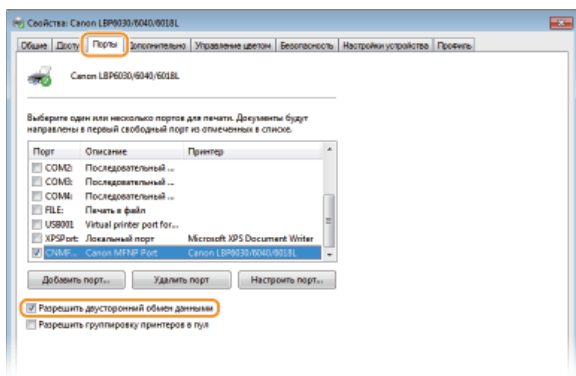 Свойства: Canon LBP6030/6040/6018L
Общие Доступ Порты Дополнительно Управление цветом Безопасность Настройки устройства Профиль
Canon LBP6030/6040/6018L
Выберите один или несколько портов для печати. Документы будут
направлены в первый свободный порт из отмеченных в списке.
Порт Описание Принтер
COM2: Последовательный ...
COM3: Последовательный ...
COM4: Последовательный ...
FILE: Печать в файл
USB001 Virtual printer port for...
XPSPort: Локальный порт Microsoft XPS Document Writer
CNMF... Canon MFNP Port Canon LBP6030/6040/6018L
Добавить порт... Удалить порт Настроить порт...
Разрешить двусторонний обмен данными
Разрешить группировку принтеров в пул